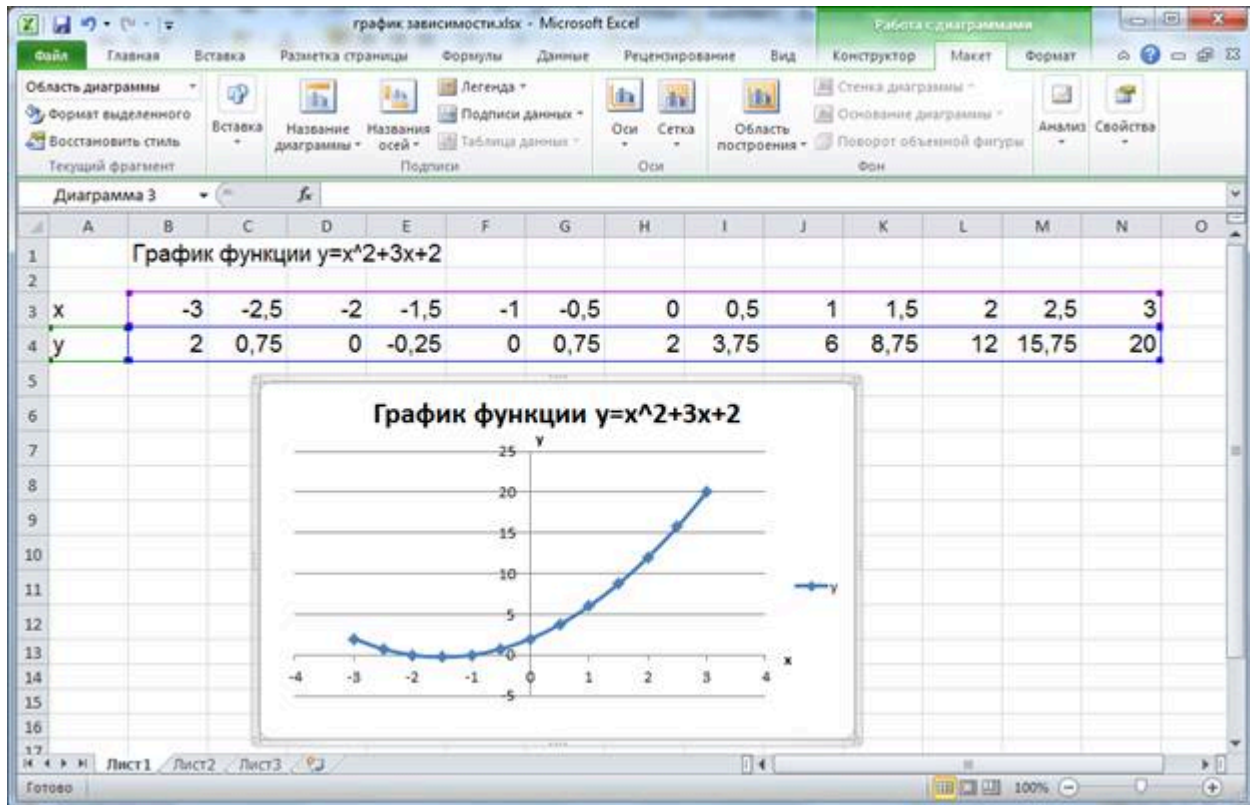 график зависимости.xlsx - Microsoft Excel
Работа с диаграммами
Файл Главная Вставка Разметка страницы Формулы Данные Рецензирование Вид Конструктор Макет Формат
Область диаграммы
Формат выделенного
Восстановить стиль
Текущий фрагмент
Вставка
Название диаграммы
Названия осей
Легенда
Подписи данных
Таблица данных
Подписи
Оси
Сетка
Оси
Область построения
Стенка диаграммы
Основание диаграммы
Поворот объемной фигуры
Фон
Анализ
Свойства
Диаграмма 3 fx
A B C D E F G H I J K L M N O
1 График функции y=x^2+3x+2
2
3 x -3 -2,5 -2 -1,5 -1 -0,5 0 0,5 1 1,5 2 2,5 3
4 y 2 0,75 0 -0,25 0 0,75 2 3,75 6 8,75 12 15,75 20
5
6
7
8
9
10
11
12
13
14
15
16
17
График функции y=x^2+3x+2
y
25
20
15
10
5
0
-5
-4 -3 -2 -1 0 1 2 3 4
x
y
Лист1 Лист2 Лист3
Готово 100%